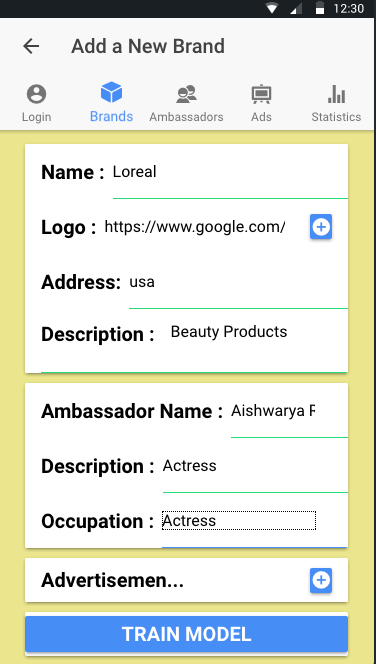 12:30
Add a New Brand
Login Brands Ambassadors Ads Statistics
Name : Loreal
Logo : https://www.google.com/
Address: usa
Description : Beauty Products
Ambassador Name : Aishwarya
Description : Actress
Occupation : Actress
Advertisemen...
TRAIN MODEL